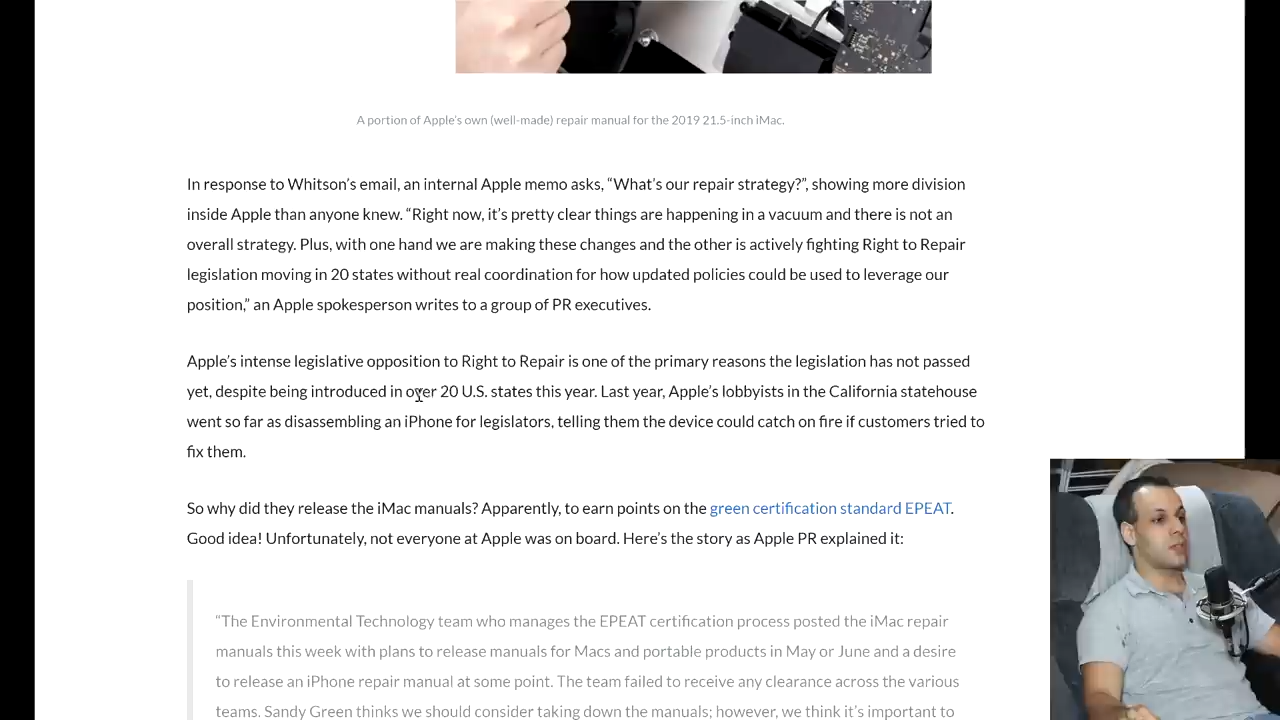 A portion of Apple's own (well-made) repair manual for the 2019 21.5-inch iMac.
In response to Whitson's email, an internal Apple memo asks, “What's our repair strategy?”, showing more division
inside Apple than anyone knew. “Right now, it's pretty clear things are happening in a vacuum and there is not an
overall strategy. Plus, with one hand we are making these changes and the other is actively fighting Right to Repair
legislation moving in 20 states without real coordination for how updated policies could be used to leverage our
position,” an Apple spokesperson writes to a group of PR executives.
Apple's intense legislative opposition to Right to Repair is one of the primary reasons the legislation has not passed
yet, despite being introduced in over 20 U.S. states this year. Last year, Apple's lobbyists in the California statehouse
went so far as disassembling an iPhone for legislators, telling them the device could catch on fire if customers tried to
fix them.
So why did they release the iMac manuals? Apparently, to earn points on the green certification standard EPEAT.
Good idea! Unfortunately, not everyone at Apple was on board. Here's the story as Apple PR explained it:
“The Environmental Technology team who manages the EPEAT certification process posted the iMac repair
manuals this week with plans to release manuals for Macs and portable products in May or June and a desire
to release an iPhone repair manual at some point. The team failed to receive any clearance across the various
teams. Sandy Green thinks we should consider taking down the manuals; however, we think it's important to